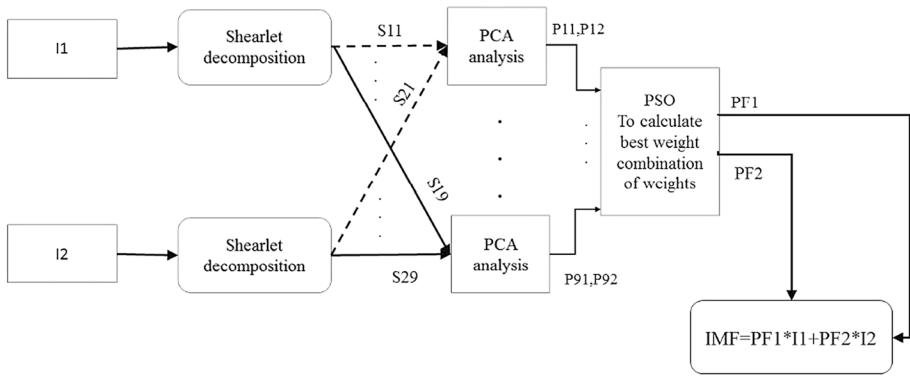 I1
Shearlet
decomposition
S11
S21
S19
PCA
analysis
P11,P12
PSO
To calculate
best weight
combination
of wcights
PF1
PF2
I2
Shearlet
decomposition
S29
PCA
analysis
P91,P92
IMF=PF1*I1+PF2*I2